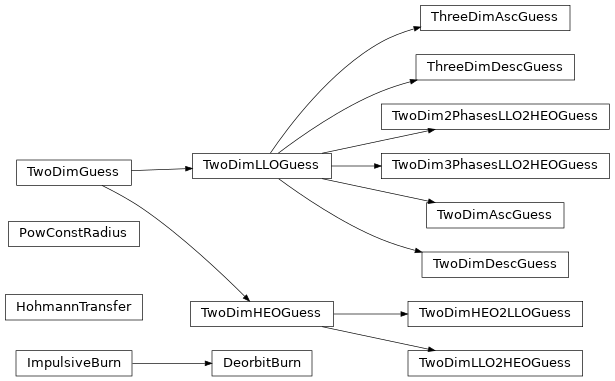 ThreeDimAscGuess
ThreeDimDescGuess
TwoDim2PhasesLLO2HEOGuess
TwoDimGuess
TwoDimLLOGuess
TwoDim3PhasesLLO2HEOGuess
TwoDimAscGuess
PowConstRadius
TwoDimDescGuess
HohmannTransfer
TwoDimHEOGuess
TwoDimHEO2LLOGuess
ImpulsiveBurn
DeorbitBurn
TwoDimLLO2HEOGuess